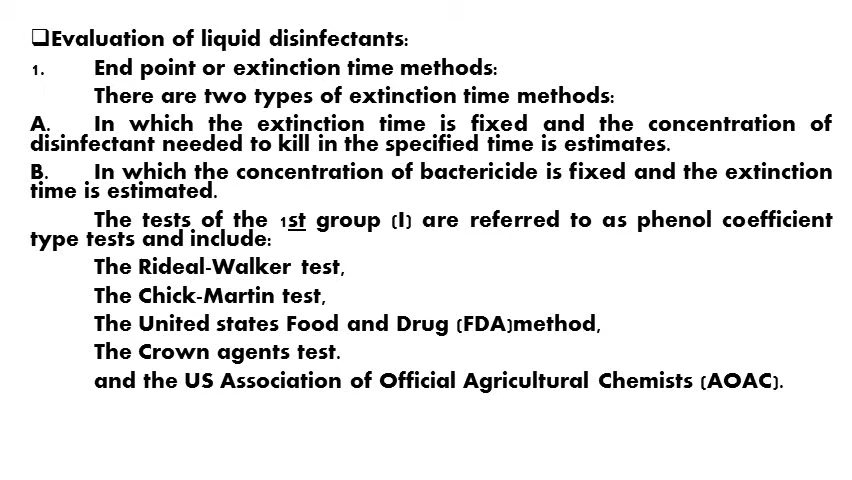 ❑Evaluation of liquid disinfectants:
1. End point or extinction time methods:
There are two types of extinction time methods:
A. In which the extinction time is fixed and the concentration of
disinfectant needed to kill in the specified time is estimates.
B. In which the concentration of bactericide is fixed and the extinction
time is estimated.
The tests of the 1st group (I) are referred to as phenol coefficient
type tests and include:
The Rideal-Walker test,
The Chick-Martin test,
The United states Food and Drug (FDA)method,
The Crown agents test.
and the US Association of Official Agricultural Chemists (AOAC).